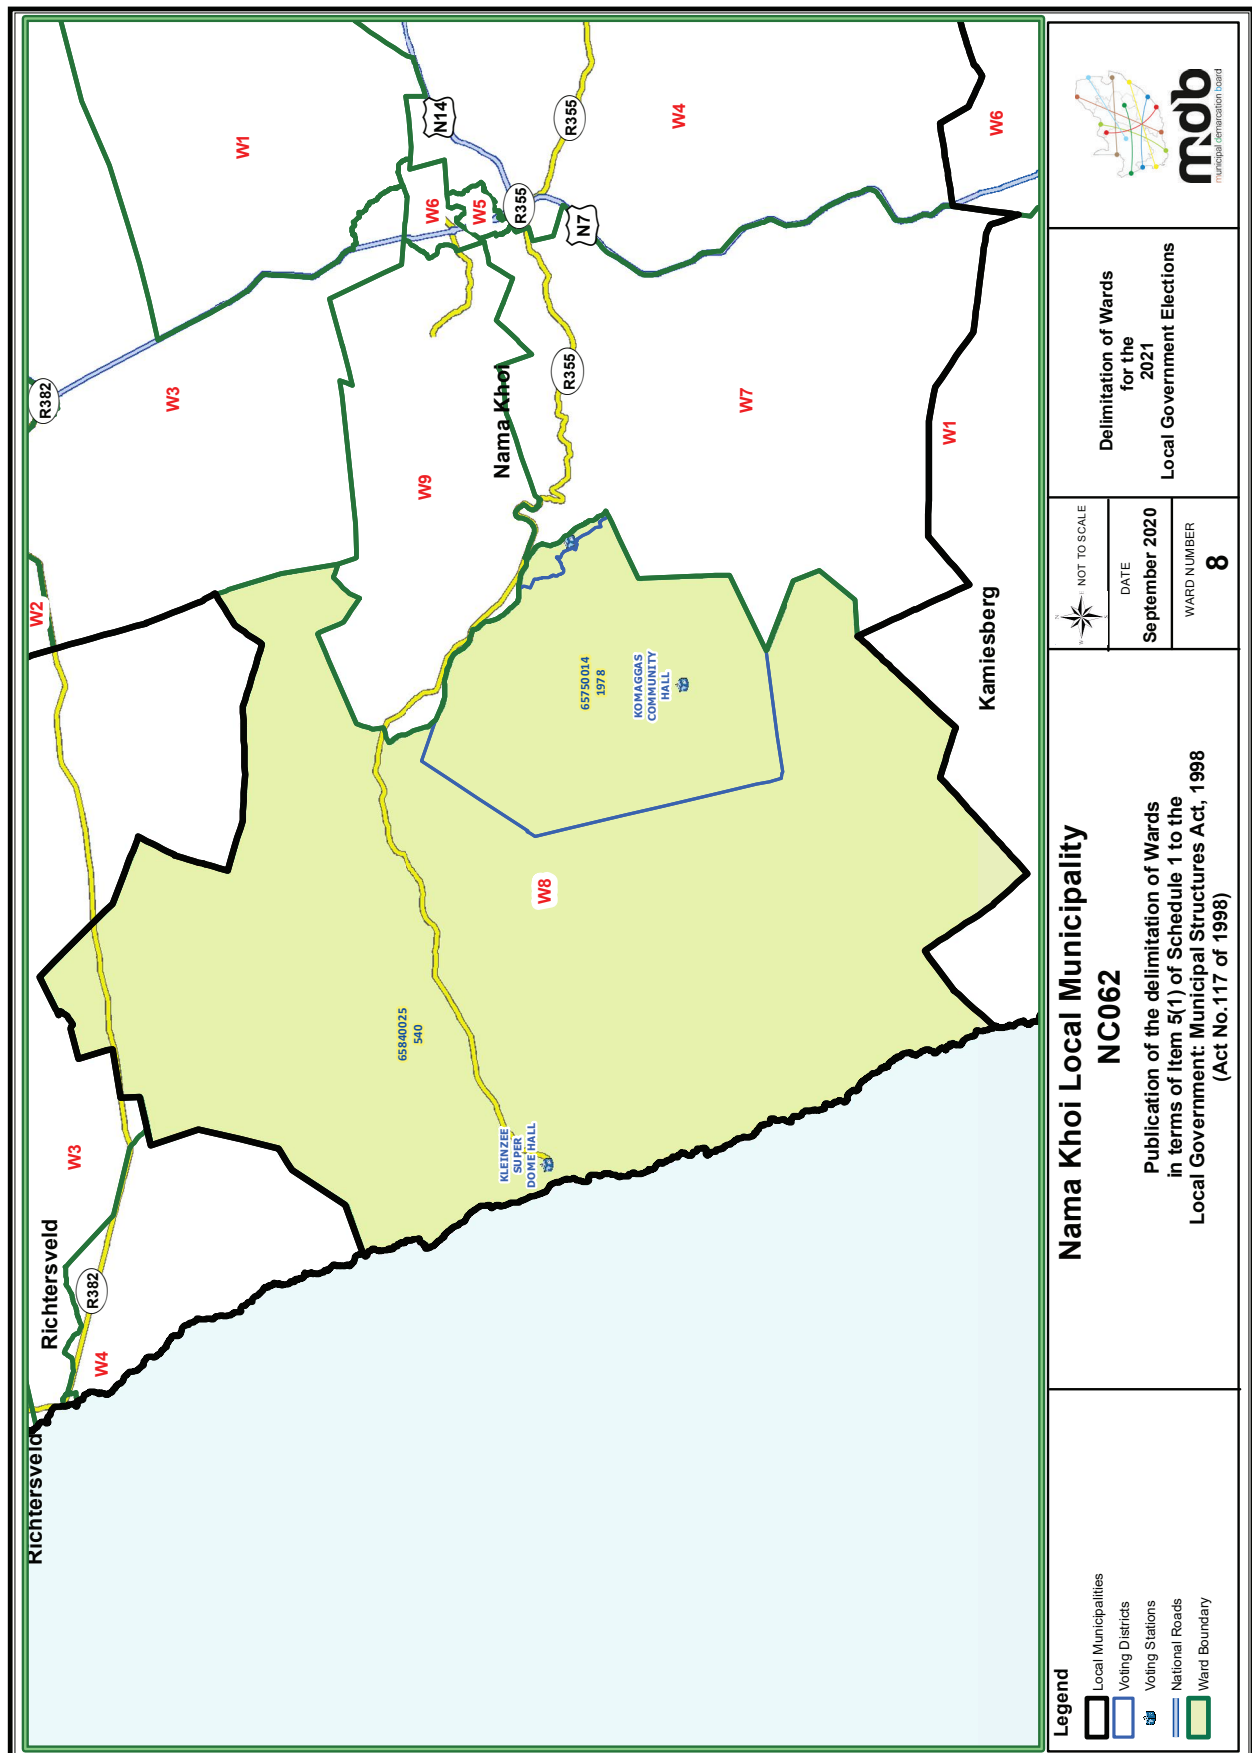 Richtersveld
Richtersveld
R382
W4
W3
W2
R382
W3
W1
N14
W6
W5
R355
R355
N7
W4
W6
W9
Nama Khoi
R355
W7
W1
65750014
1978
KOMAGGAS
COMMUNITY
HALL
W8
65840025
540
KLEINZEE
SUPER
DOME HALL
Kamiesberg
Legend
Local Municipalities
Voting Districts
Voting Stations
National Roads
Ward Boundary
Nama Khoi Local Municipality
NC062
Publication of the delimitation of Wards
in terms of Item 5(1) of Schedule 1 to the
Local Government: Municipal Structures Act, 1998
(Act No.117 of 1998)
N
W
E
S
NOT TO SCALE
DATE
September 2020
WARD NUMBER
8
Delimitation of Wards
for the
2021
Local Government Elections
mdb
municipal demarcation board